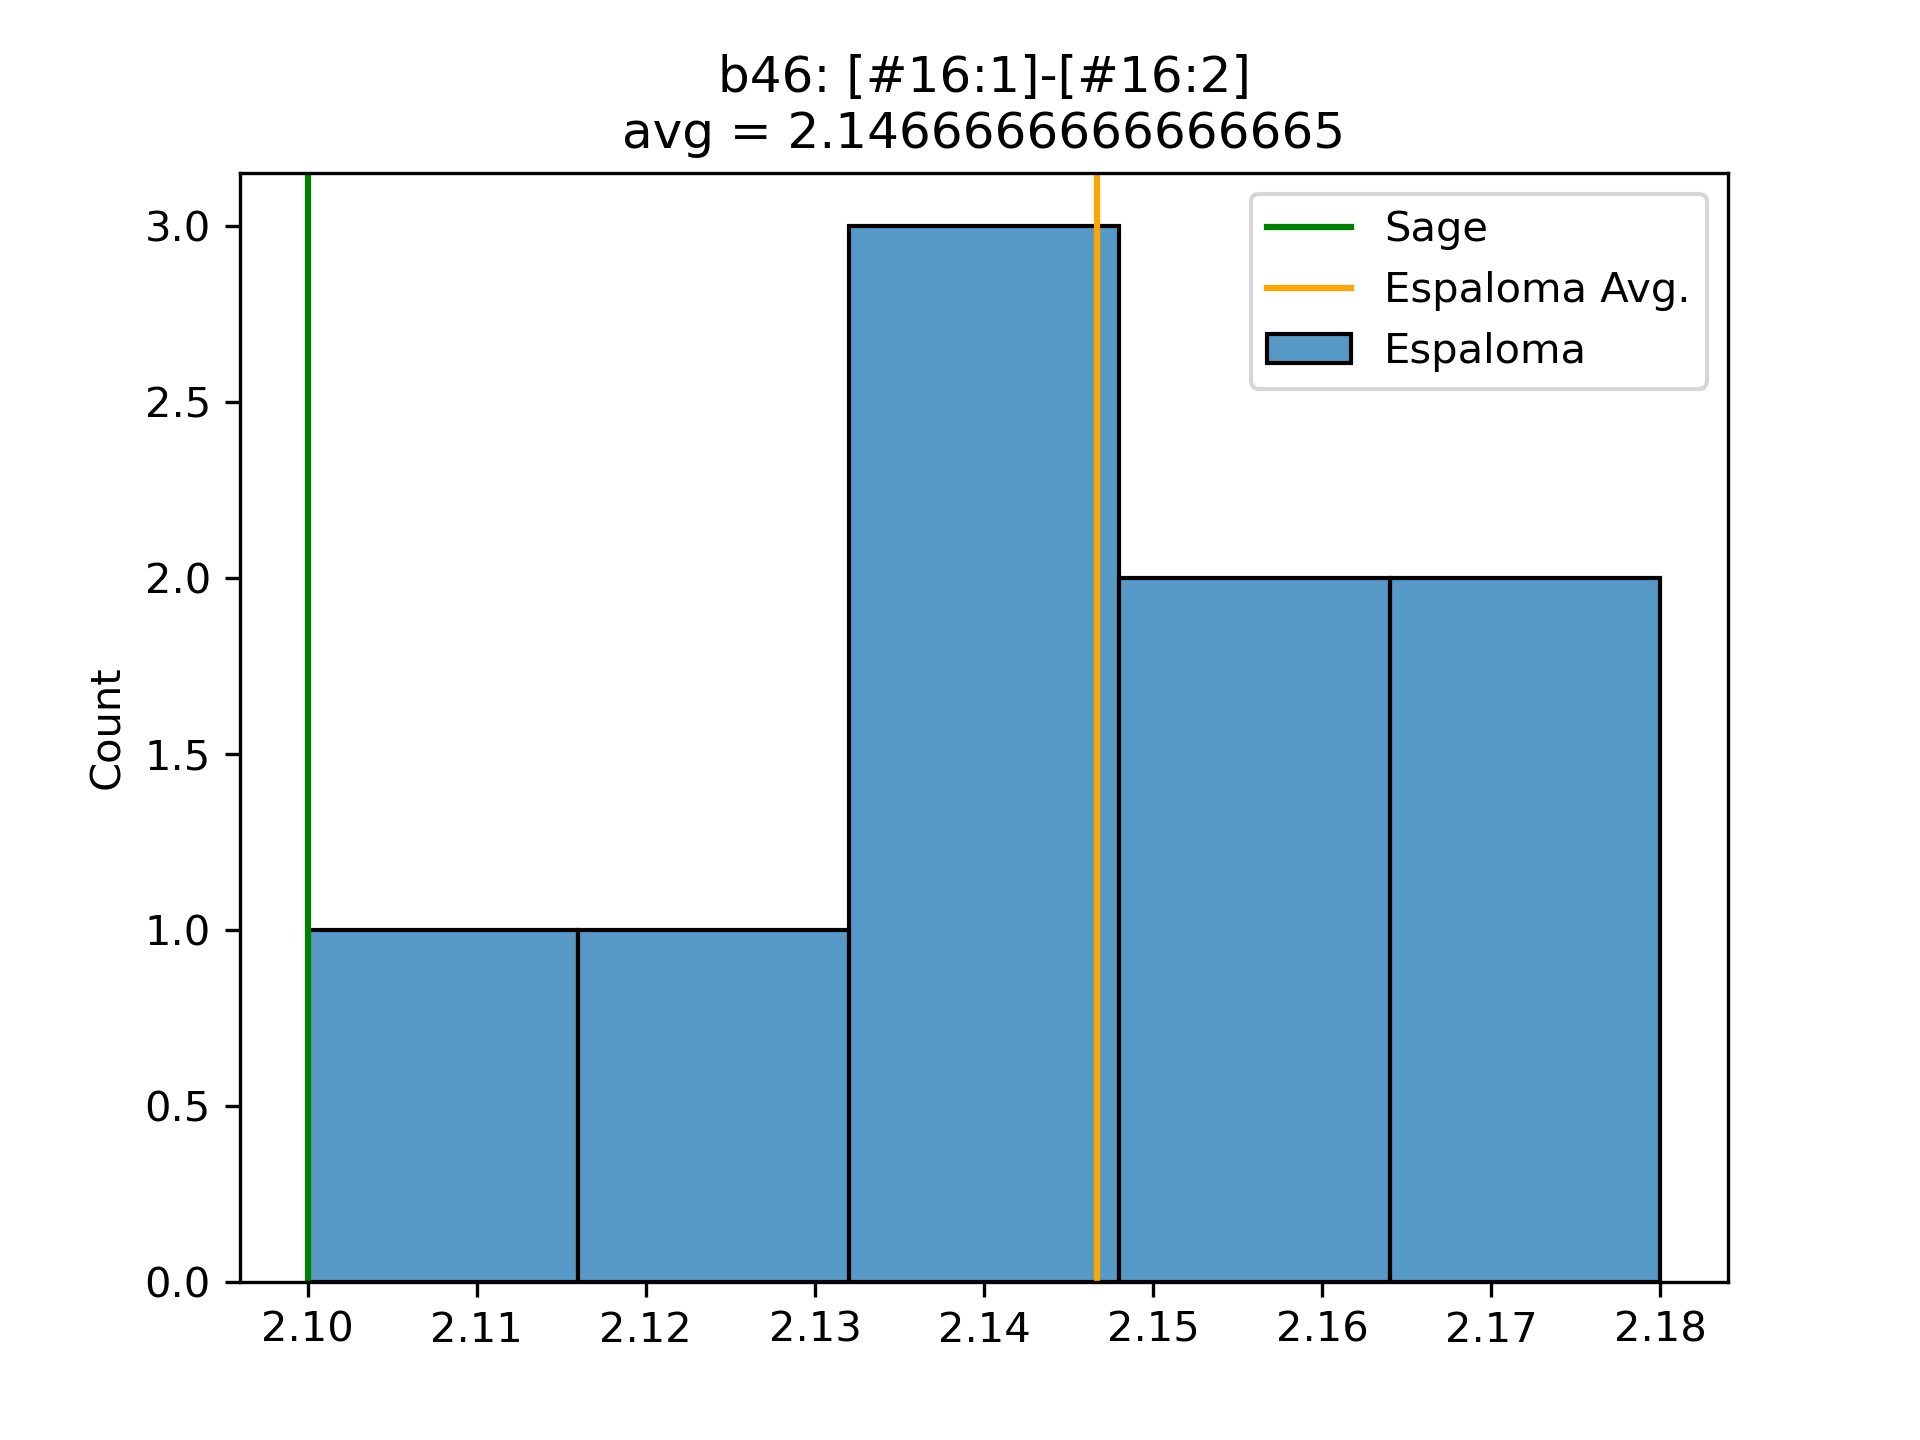 b46: [#16:1]-[#16:2]
avg = 2.1466666666666665
Sage
Espaloma Avg.
Espaloma
Count
3.0
2.5
2.0
1.5
1.0
0.5
0.0
2.10 2.11 2.12 2.13 2.14 2.15 2.16 2.17 2.18